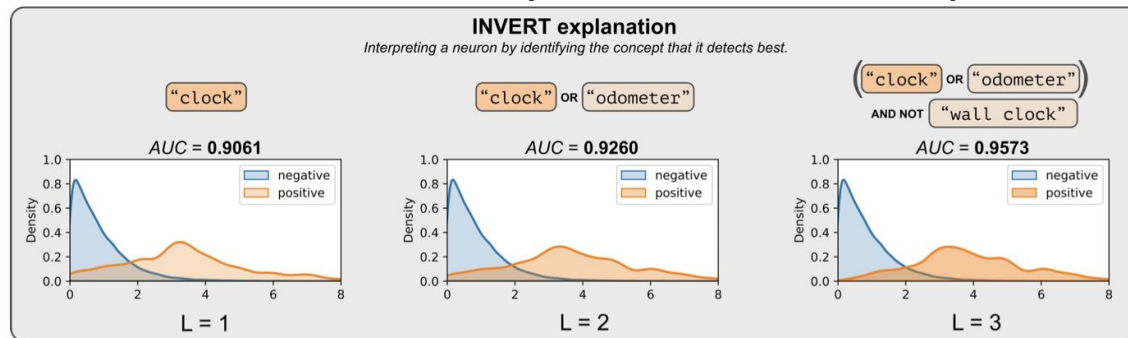 INVERT explanation
Interpreting a neuron by identifying the concept that it detects best.
“clock”
AUC = 0.9061
negative
positive
Density
1.0
0.8
0.6
0.4
0.2
0.0
0 2 4 6 8
L = 1
“clock” OR “odometer”
AUC = 0.9260
negative
positive
Density
1.0
0.8
0.6
0.4
0.2
0.0
0 2 4 6 8
L = 2
(“clock” OR “odometer”)
AND NOT “wall clock”
AUC = 0.9573
negative
positive
Density
1.0
0.8
0.6
0.4
0.2
0.0
0 2 4 6 8
L = 3